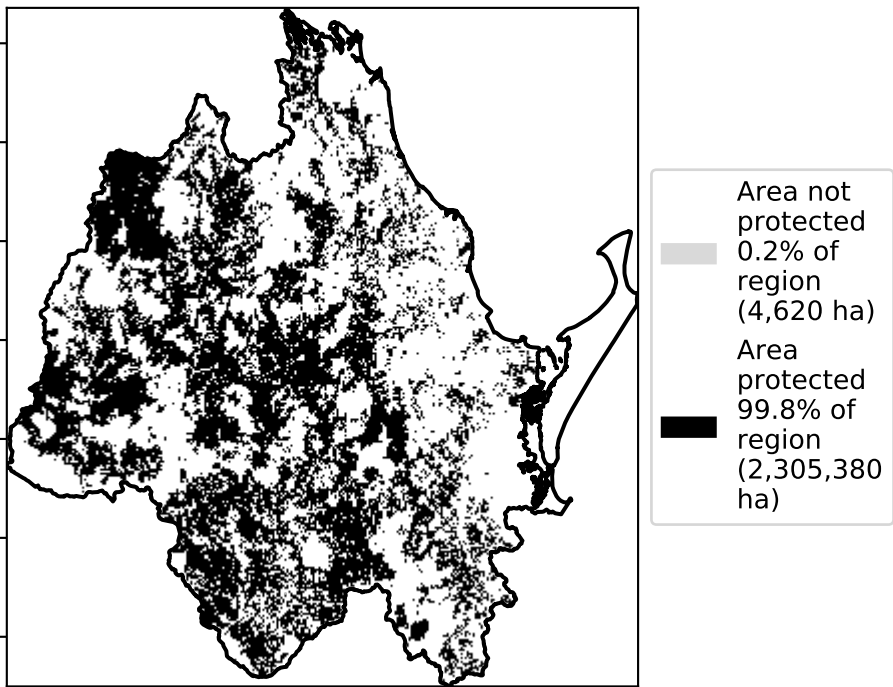 Area not
protected
0.2% of
region
(4,620 ha)
Area
protected
99.8% of
region
(2,305,380
ha)